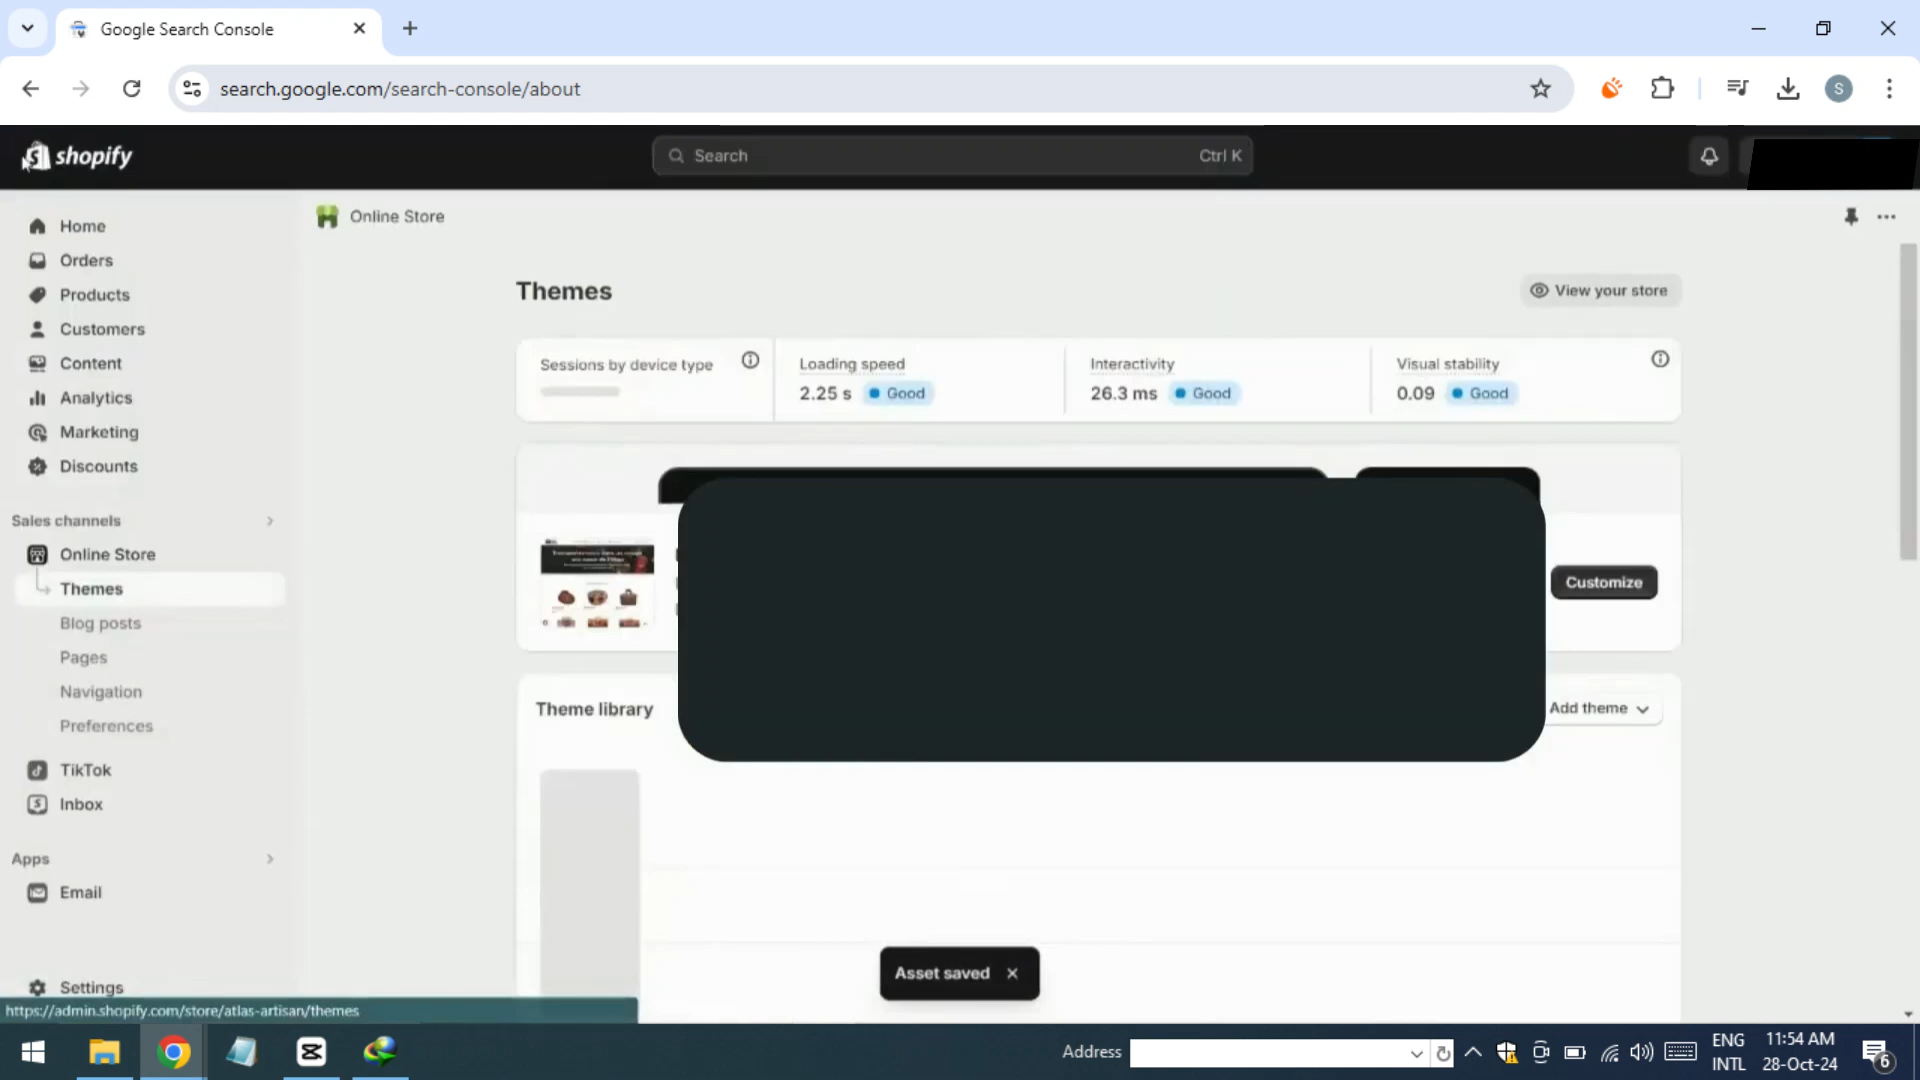 Google Search Console
search.google.com/search-console/about
S
shopify
Search
Ctrl K
Home
Orders
Products
Customers
Content
Analytics
Marketing
Discounts
Sales channels
Online Store
Themes
Blog posts
Pages
Navigation
Preferences
TikTok
Inbox
Apps
Email
Settings
Online Store
Themes
View your store
Sessions by device type
Loading speed
2.25 s Good
Interactivity
26.3 ms Good
Visual stability
0.09 Good
Customize
Theme library
Add theme
Asset saved
https://admin.shopify.com/store/atlas-artisan/themes
Address
ENG
INTL
11:54 AM
28-Oct-24
6